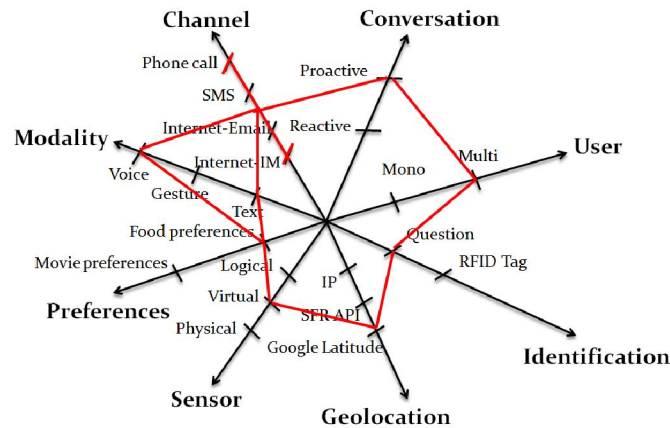 Channel
Conversation
Phone call
Proactive
SMS
Internet-Email
Reactive
Modality
User
Multi
Internet-IM
Voice
Mono
Gesture
Text
Food preferences
Question
Movie preferences
Logical
IP
RFID Tag
Preferences
Virtual
SFR API
Physical
Google Latitude
Identification
Sensor
Geolocation